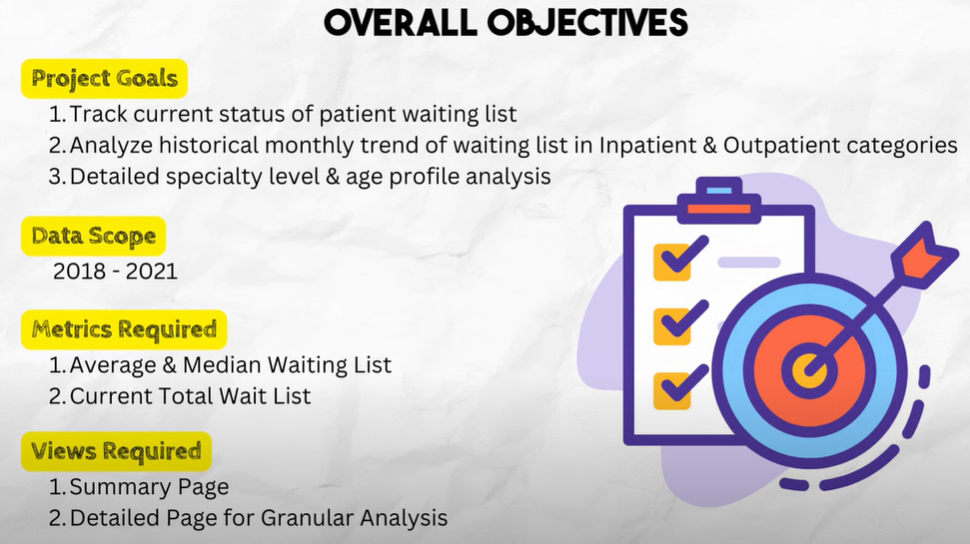 OVERALL OBJECTIVES
Project Goals
1. Track current status of patient waiting list
2. Analyze historical monthly trend of waiting list in Inpatient & Outpatient categories
3. Detailed specialty level & age profile analysis
Data Scope
2018 - 2021
Metrics Required
1. Average & Median Waiting List
2. Current Total Wait List
Views Required
1. Summary Page
2. Detailed Page for Granular Analysis